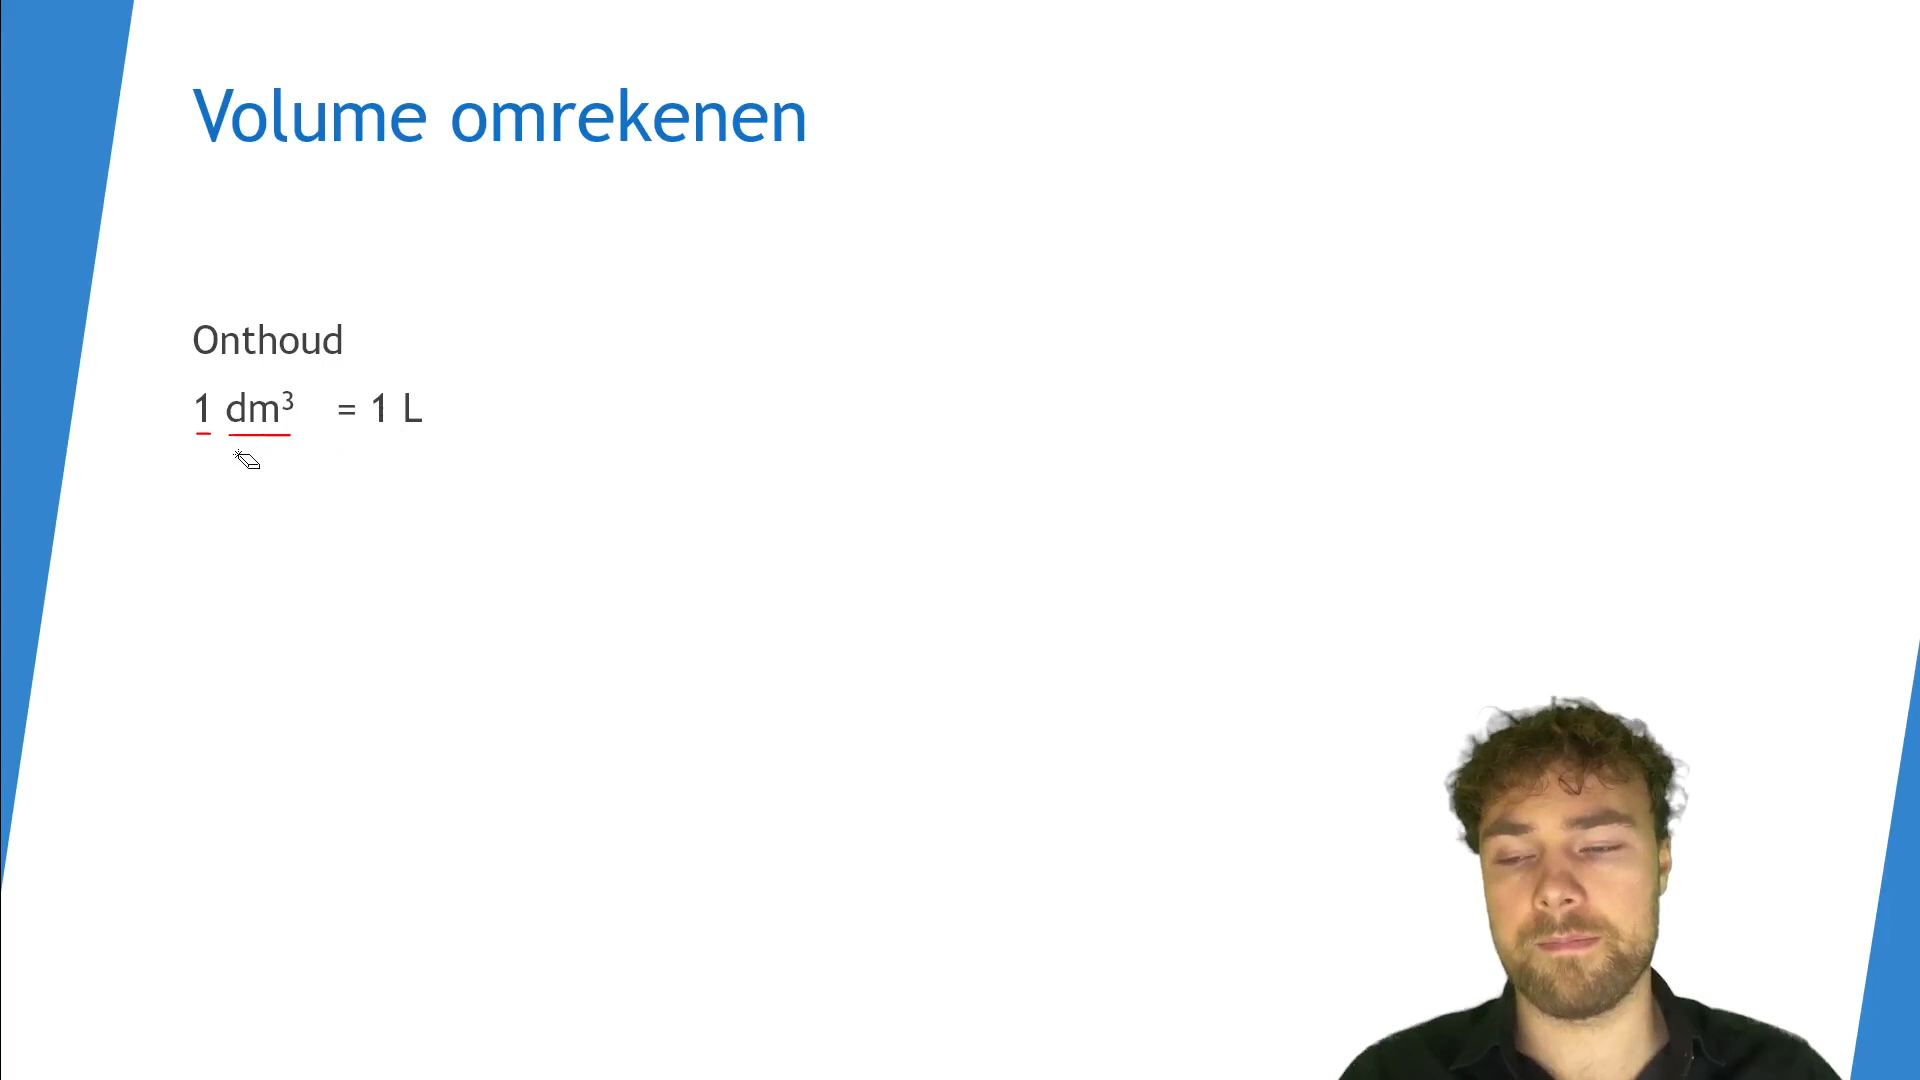 Volume omrekenen
Onthoud
1 dm³ = 1 L